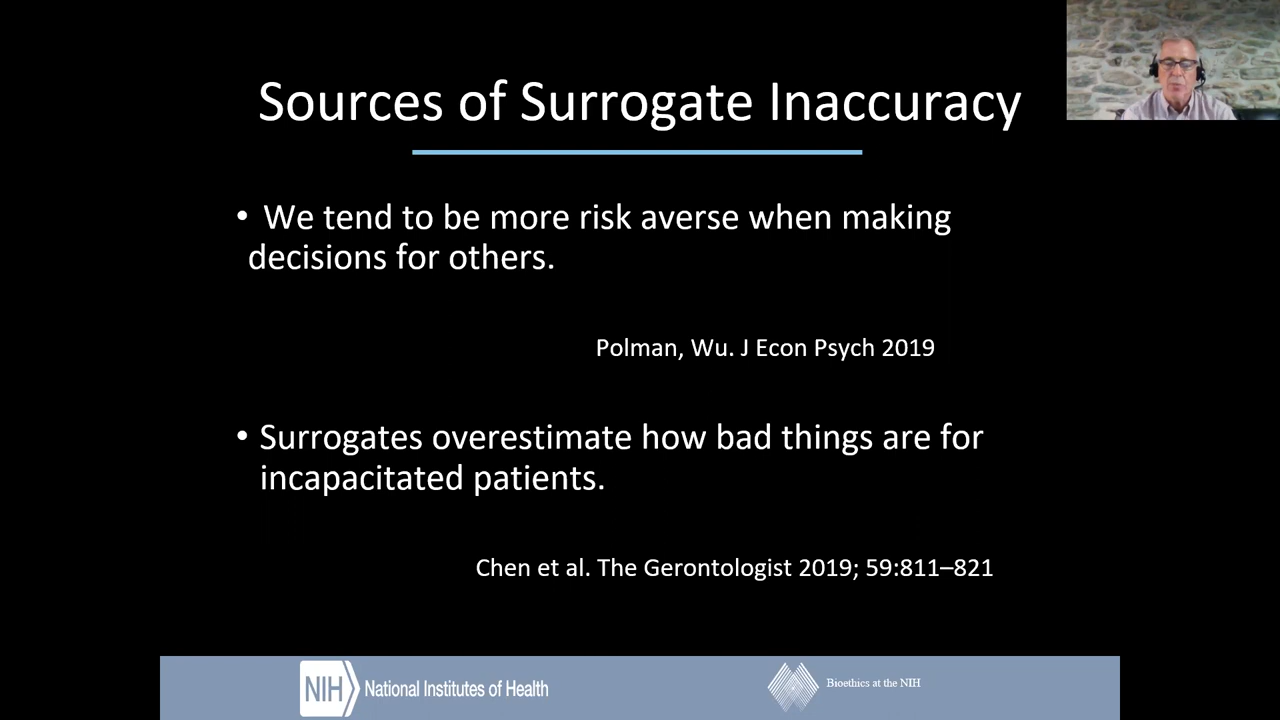 Sources of Surrogate Inaccuracy
• We tend to be more risk averse when making
decisions for others.
Polman, Wu. J Econ Psych 2019
• Surrogates overestimate how bad things are for
incapacitated patients.
Chen et al. The Gerontologist 2019; 59:811–821
NIH National Institutes of Health
Bioethics at the NIH